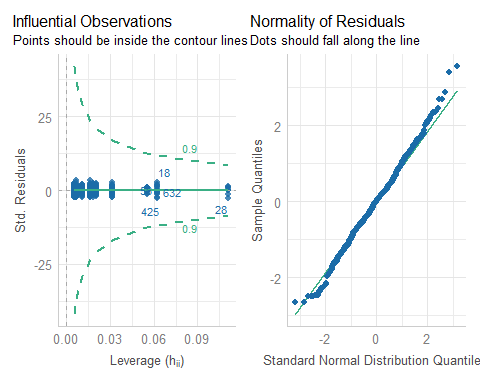 Influential Observations
Points should be inside the contour lines
25
0
-25
Std. Residuals
0.9
18
632
425
28
0.9
0.00
0.03
0.06
0.09
Leverage (hii)
Normality of Residuals
Dots should fall along the line
2
0
-2
Sample Quantiles
-2
0
2
Standard Normal Distribution Quantile